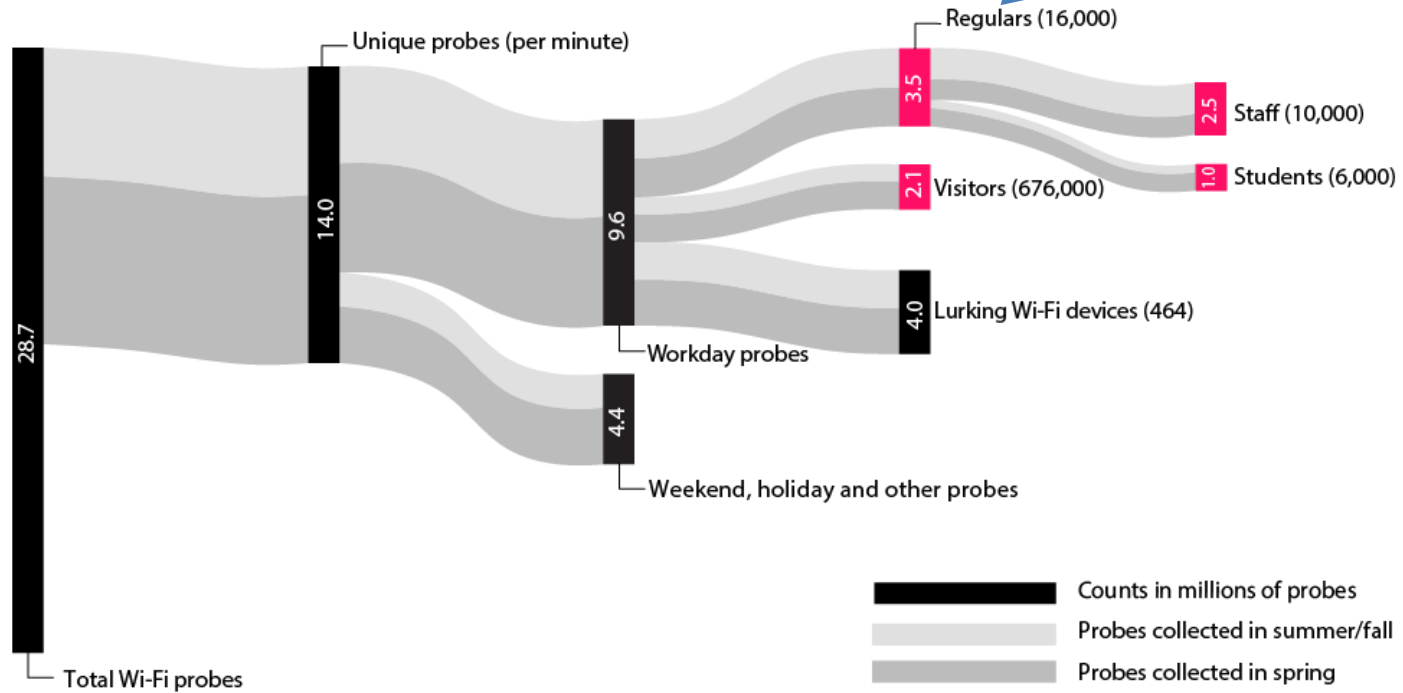 Regulars (16,000)
Unique probes (per minute)
3.5
2.5
Staff (10,000)
1.0
Students (6,000)
2.1
Visitors (676,000)
14.0
9.6
4.0
Lurking Wi-Fi devices (464)
28.7
Workday probes
4.4
Weekend, holiday and other probes
Counts in millions of probes
Probes collected in summer/fall
Probes collected in spring
Total Wi-Fi probes